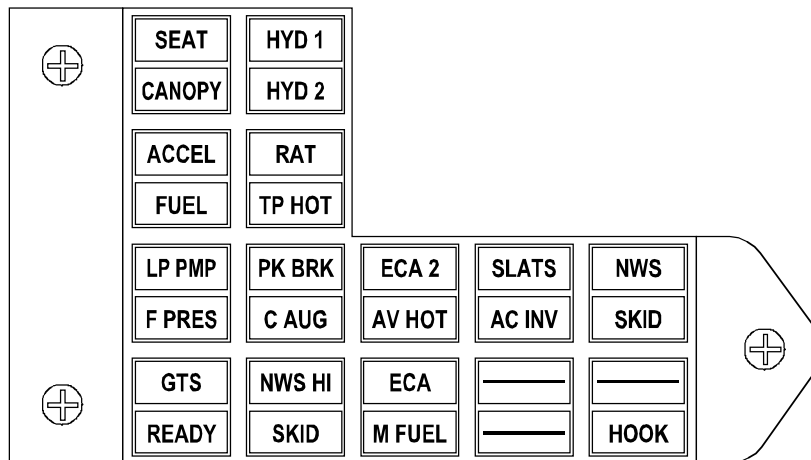 SEAT HYD 1
CANOPY HYD 2
ACCEL RAT
FUEL TP HOT
LP PMP PK BRK ECA 2 SLATS NWS
F PRES C AUG AV HOT AC INV SKID
GTS NWS HI ECA
READY SKID M FUEL HOOK